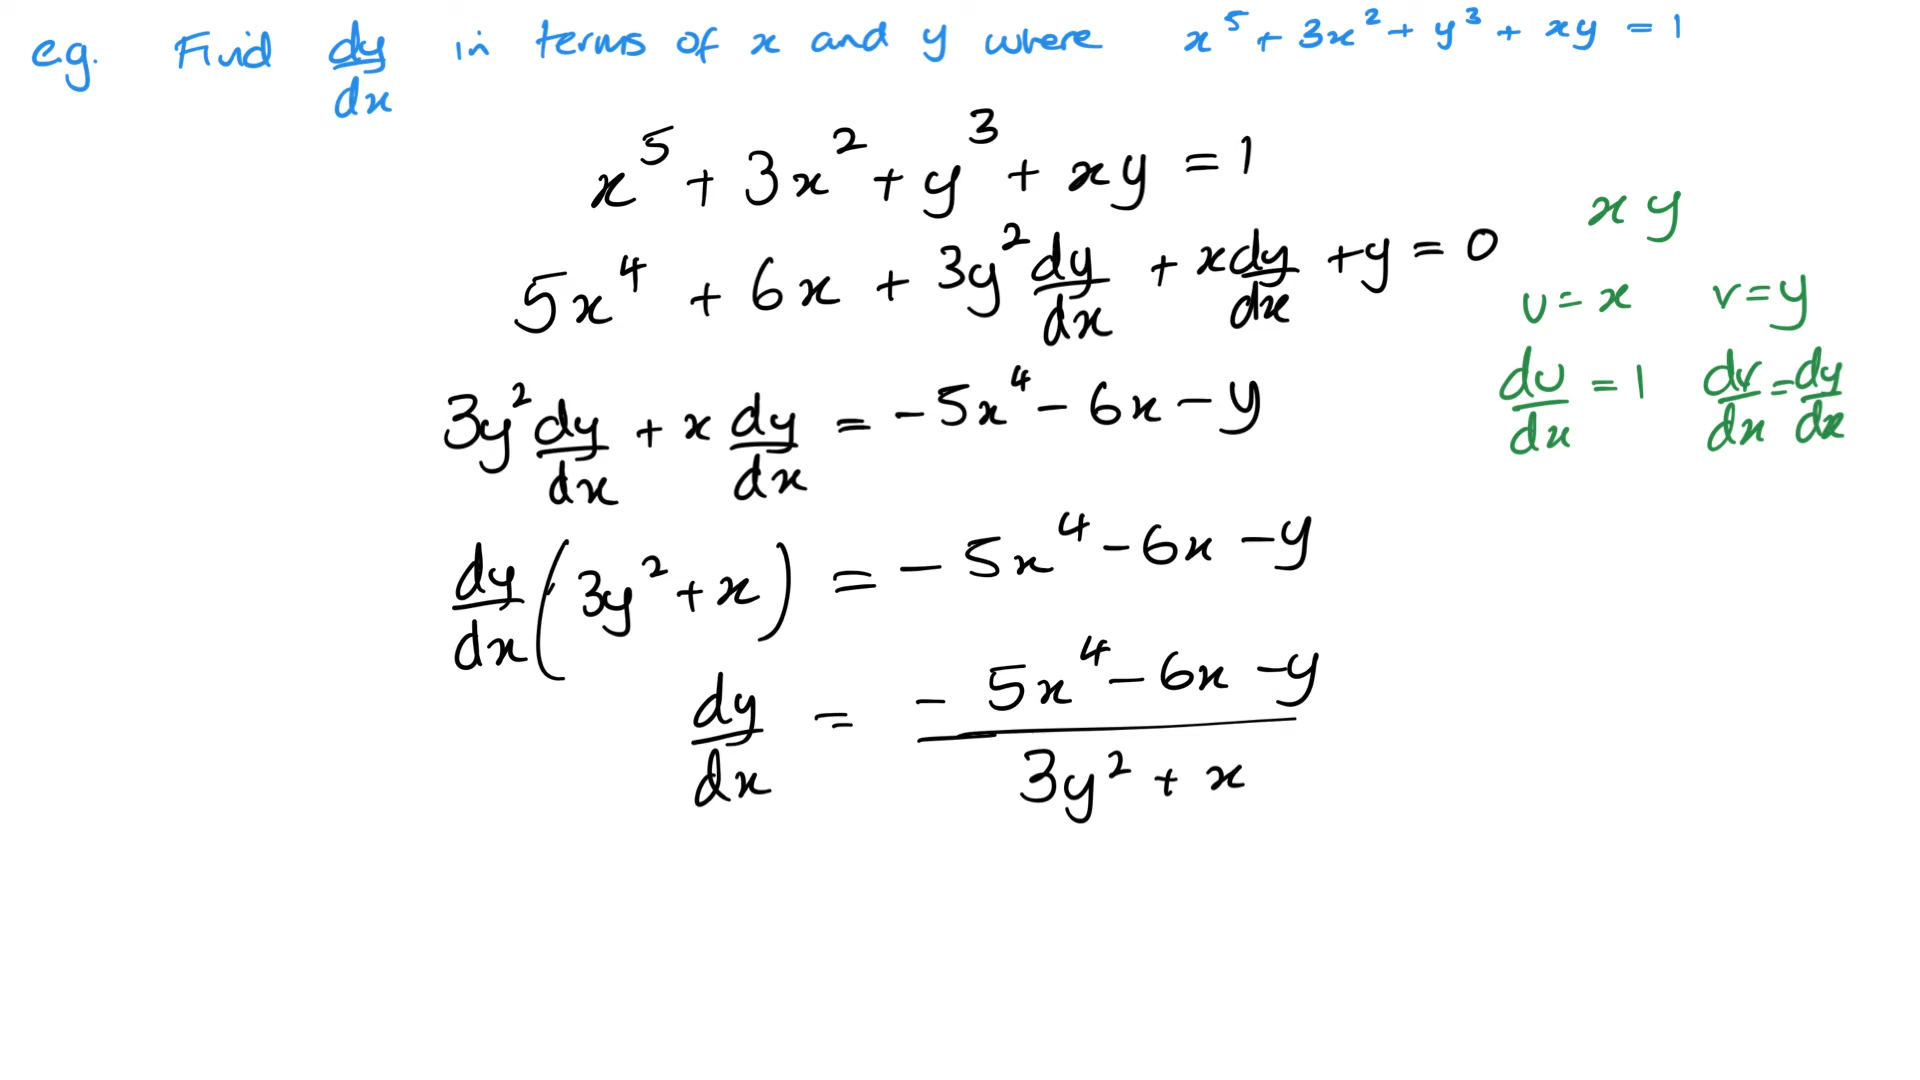 e.g. Find dy/dx in terms of x and y where x⁵ + 3x² + y³ + xy = 1
x⁵ + 3x² + y³ + xy = 1
5x⁴ + 6x + 3y² dy/dx + x dy/dx + y = 0
3y² dy/dx + x dy/dx = -5x⁴ - 6x - y
dy/dx (3y² + x) = -5x⁴ - 6x - y
dy/dx = (-5x⁴ - 6x - y)/(3y² + x)
xy
u = x v = y
du/dx = 1 dv/dx = dy/dx